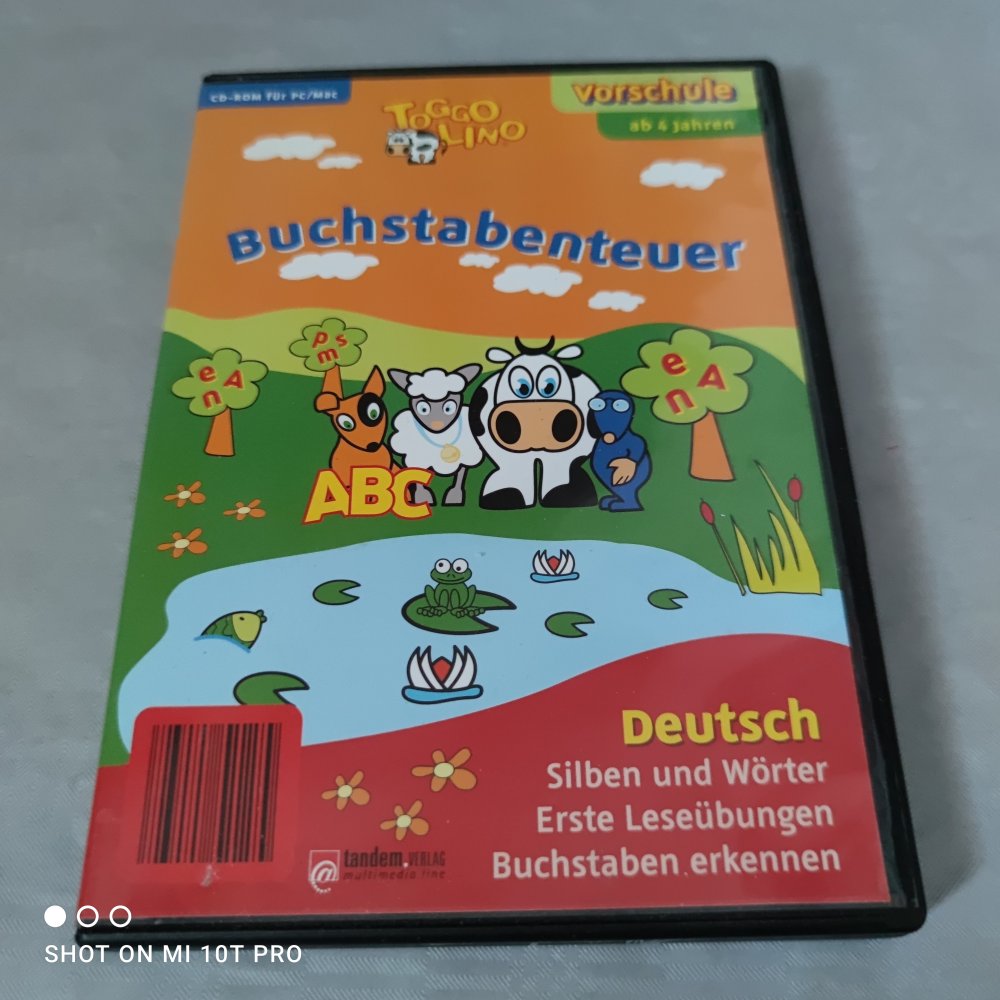 CD-ROM für PC/Mac
TOGGO
LINO
Vorschule
ab 4 Jahren
Buchstabenteuer
p s
m
e A
n
e A
n
ABC
Deutsch
Silben und Wörter
Erste Leseübungen
Buchstaben erkennen
tandem VERLAG
multimedia line
SHOT ON MI 10T PRO